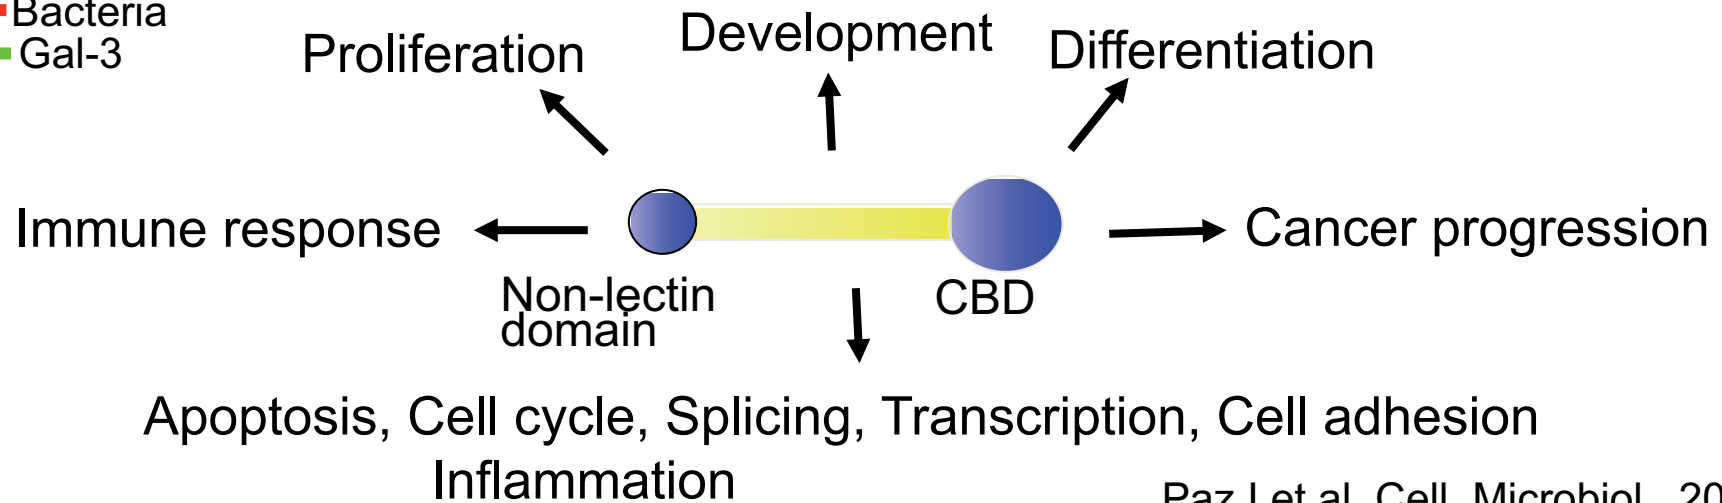 Bacteria
Gal-3
Proliferation
Development
Differentiation
Immune response
Cancer progression
Non-lectin
domain
CBD
Apoptosis, Cell cycle, Splicing, Transcription, Cell adhesion
Inflammation
Paz I et al. Cell. Microbiol. 20